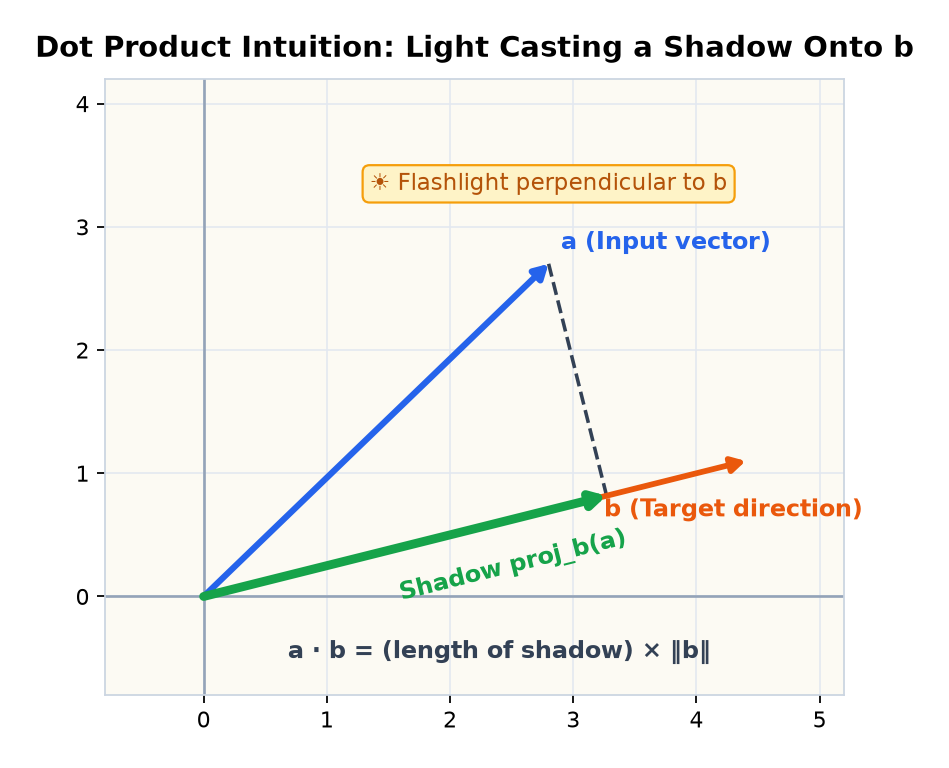 Dot Product Intuition: Light Casting a Shadow Onto b
4
☀ Flashlight perpendicular to b
3
a (Input vector)
2
1
b (Target direction)
Shadow proj_b(a)
0
a · b = (length of shadow) × ‖b‖
0 1 2 3 4 5